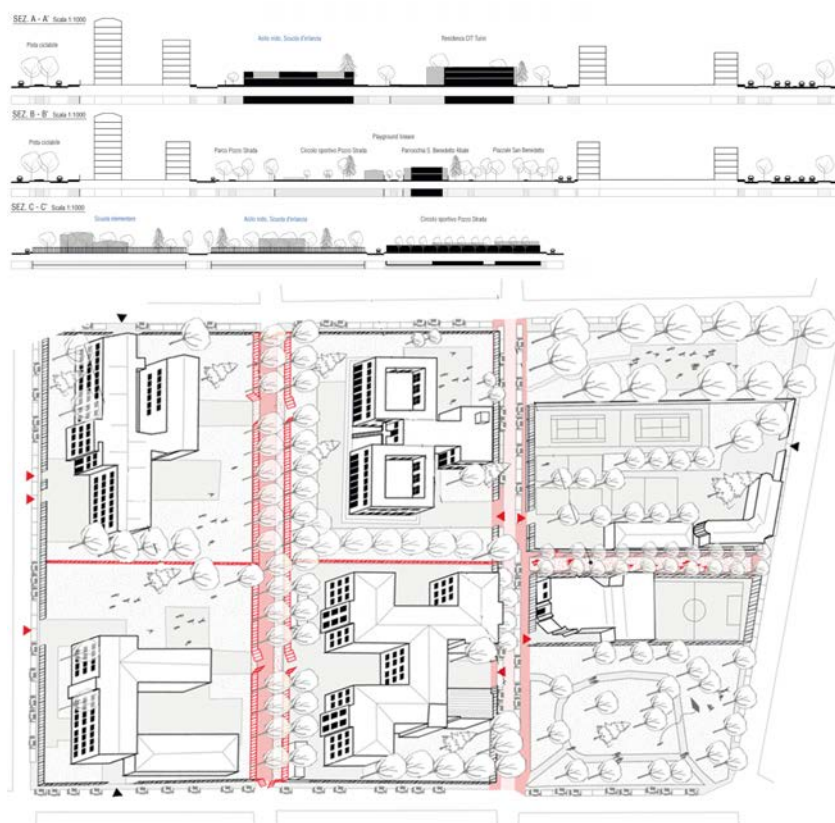 SEZ. A - A' Scala 1:1000
Pista ciclabile
Asilo nido, Scuola d'infanzia
Residenza CIT Turin
SEZ. B - B' Scala 1:1000
Pista ciclabile
Parco Pozzo Strada
Circolo sportivo Pozzo Strada
Playground lineare
Parrocchia S. Benedetto Abate
Piazzale San Benedetto
SEZ. C - C' Scala 1:1000
Scuola elementare
Asilo nido, Scuola d'infanzia
Circolo sportivo Pozzo Strada